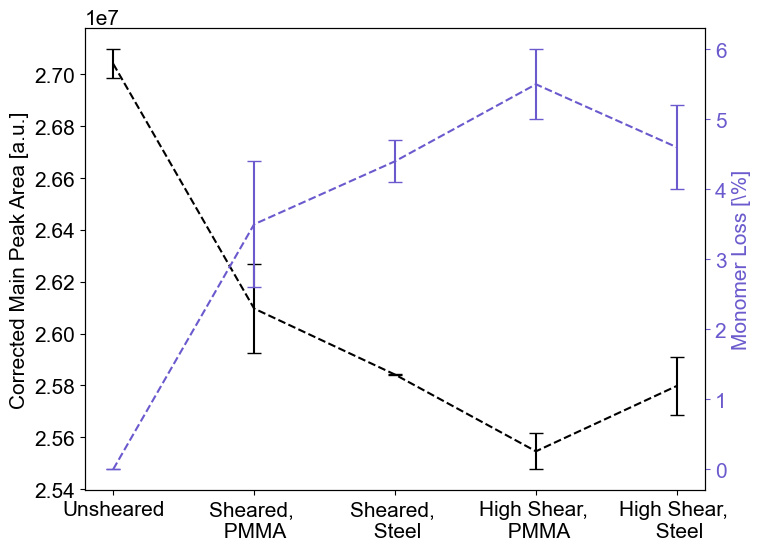 1e7
Corrected Main Peak Area [a.u.]
2.70
2.68
2.66
2.64
2.62
2.60
2.58
2.56
2.54
6
5
4
3
2
1
0
Monomer Loss [\%]
Unsheared
Sheared,
PMMA
Sheared,
Steel
High Shear,
PMMA
High Shear,
Steel